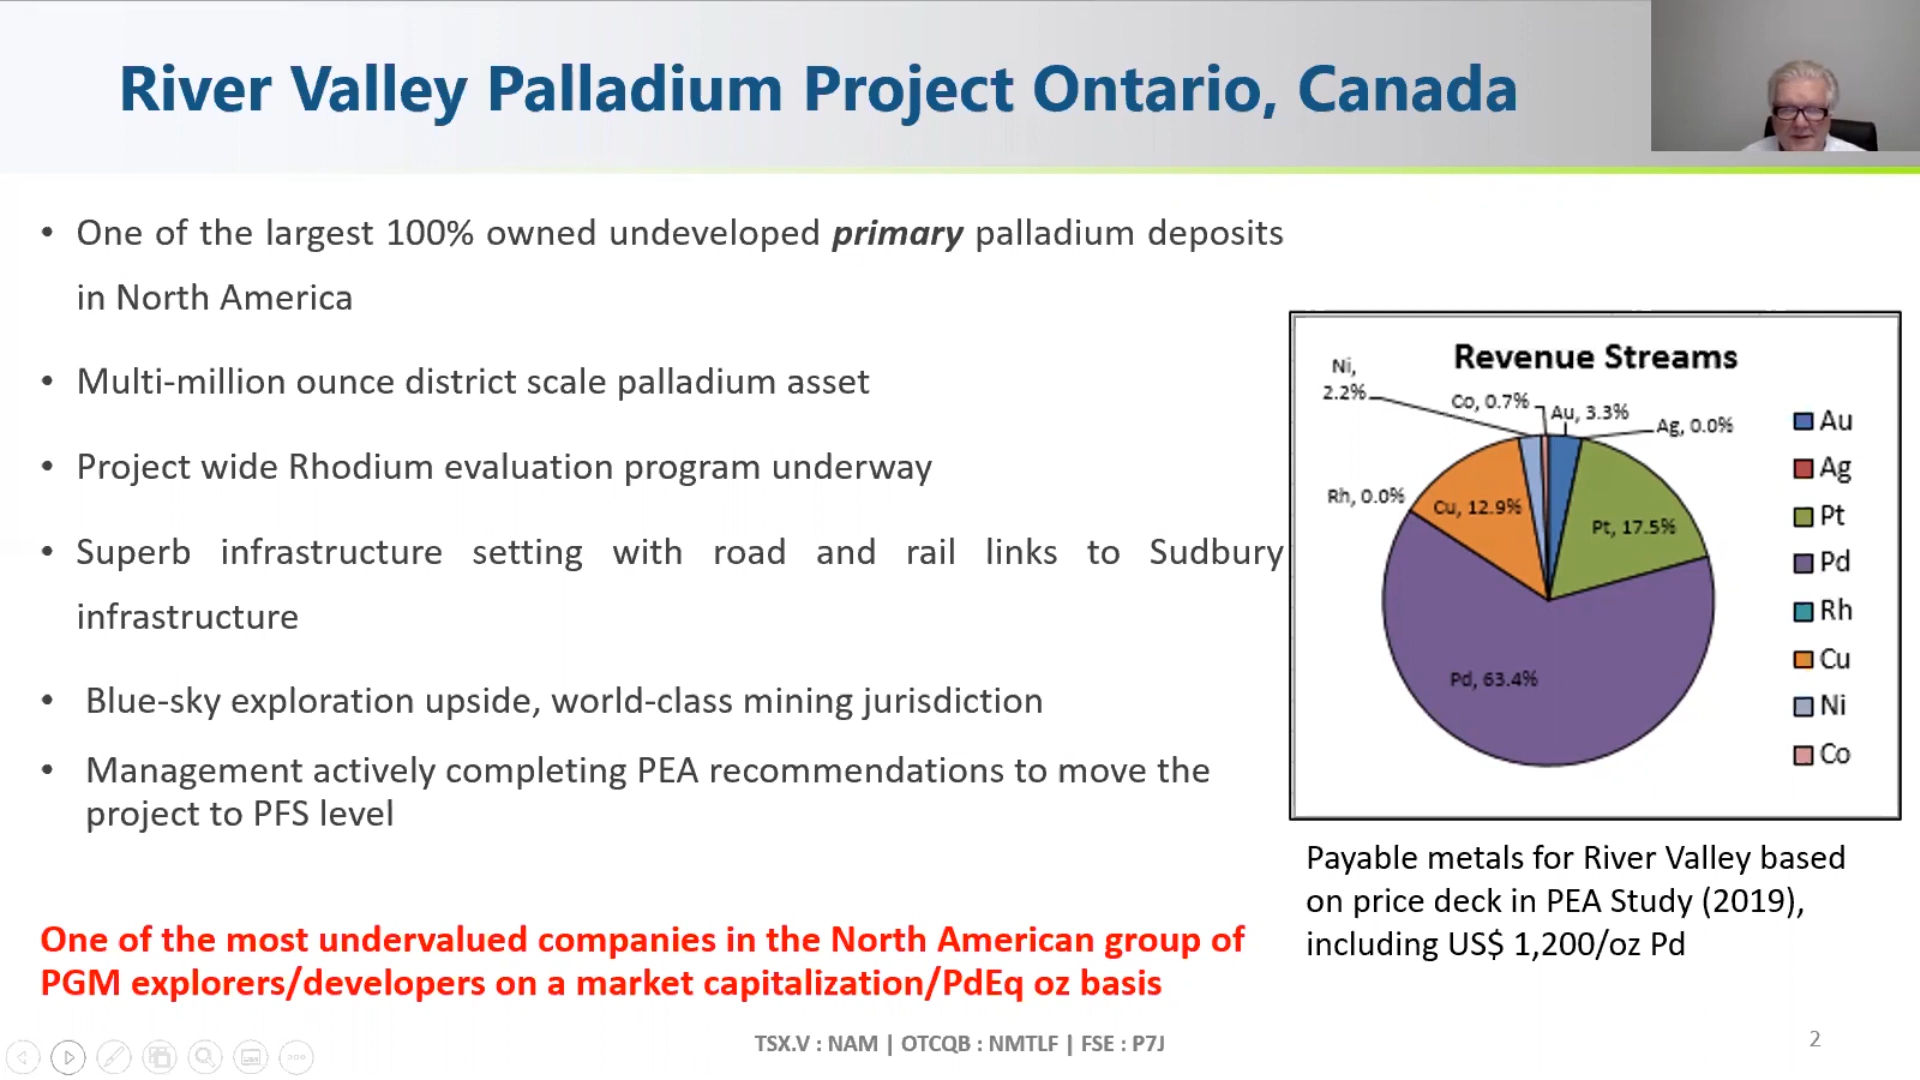 River Valley Palladium Project Ontario, Canada
• One of the largest 100% owned undeveloped primary palladium deposits
in North America
• Multi-million ounce district scale palladium asset
• Project wide Rhodium evaluation program underway
• Superb infrastructure setting with road and rail links to Sudbury
infrastructure
• Blue-sky exploration upside, world-class mining jurisdiction
• Management actively completing PEA recommendations to move the
project to PFS level
One of the most undervalued companies in the North American group of
PGM explorers/developers on a market capitalization/PdEq oz basis
Revenue Streams
Ni,
2.2%
Co, 0.7%
Au, 3.3%
Ag, 0.0%
Rh, 0.0%
Cu, 12.9%
Pt, 17.5%
Pd, 63.4%
Au
Ag
Pt
Pd
Rh
Cu
Ni
Co
Payable metals for River Valley based
on price deck in PEA Study (2019),
including US$ 1,200/oz Pd
TSX.V : NAM | OTCQB : NMTLF | FSE : P7J
2